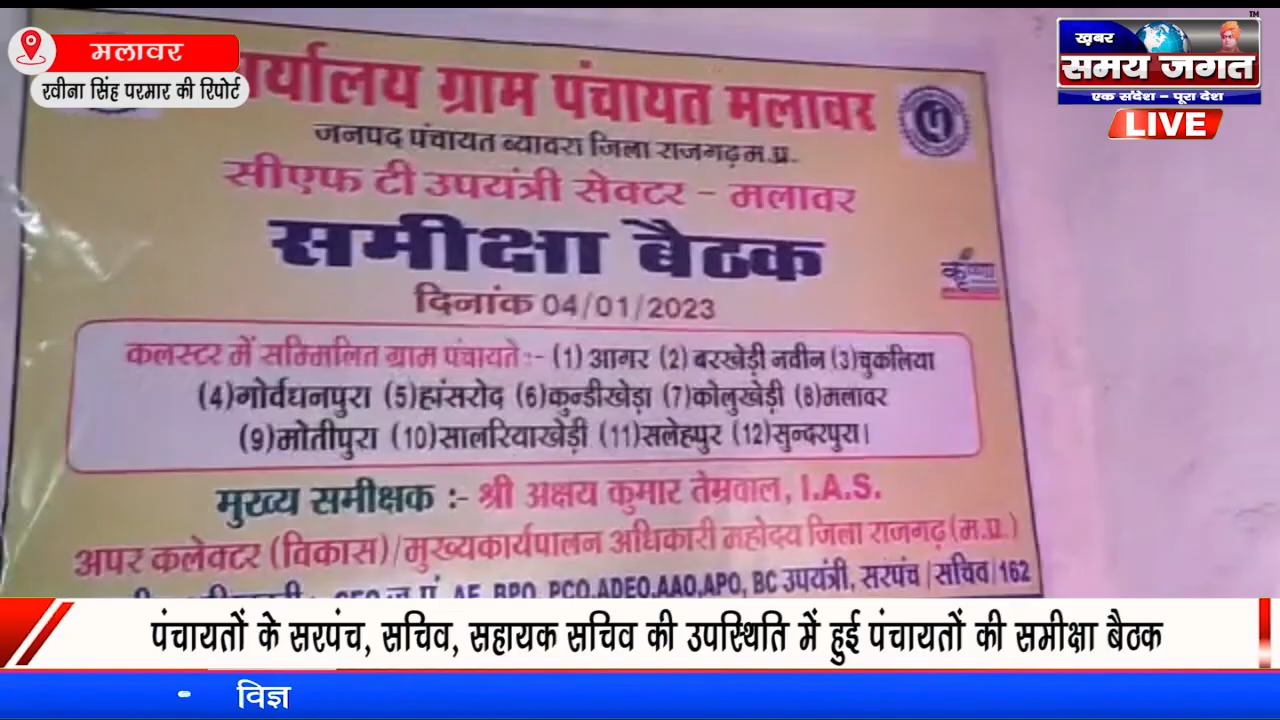 मलावर
रवीना सिंह परमार की रिपोर्ट
ख़बर
समय जगत
TM
एक संदेश - पूरा देश
LIVE
र्यालय ग्राम पंचायत मलावर
जनपद पंचायत ब्यावरा जिला राजगढ़ म.प्र.
सीएफ टी उपयंत्री सेक्टर - मलावर
समीक्षा बैठक
दिनांक 04/01/2023
कृष्णा
कलस्टर में सम्मिलित ग्राम पंचायते :- (1) आगर (2) बरखेड़ी नवीन (3)चुकलिया
(4)गोर्वधनपुरा (5)हांसरोद (6)कुन्डीखेड़ा (7)कोलुखेड़ी (8)मलावर
(9)मोतीपुरा (10)सालरियाखेड़ी (11)सलेहपुर (12)सुन्दरपुरा।
मुख्य समीक्षक :- श्री अक्षय कुमार तेम्रवाल, I.A.S.
अपर कलेक्टर (विकास)/मुख्यकार्यपालन अधिकारी महोदय जिला राजगढ़ (म.प्र.)
BPO, PCO,ADEO,AAO,APO, BC उपयंत्री, सरपंच|सचिव|162
पंचायतों के सरपंच, सचिव, सहायक सचिव की उपस्थिति में हुई पंचायतों की समीक्षा बैठक
- विज्ञ